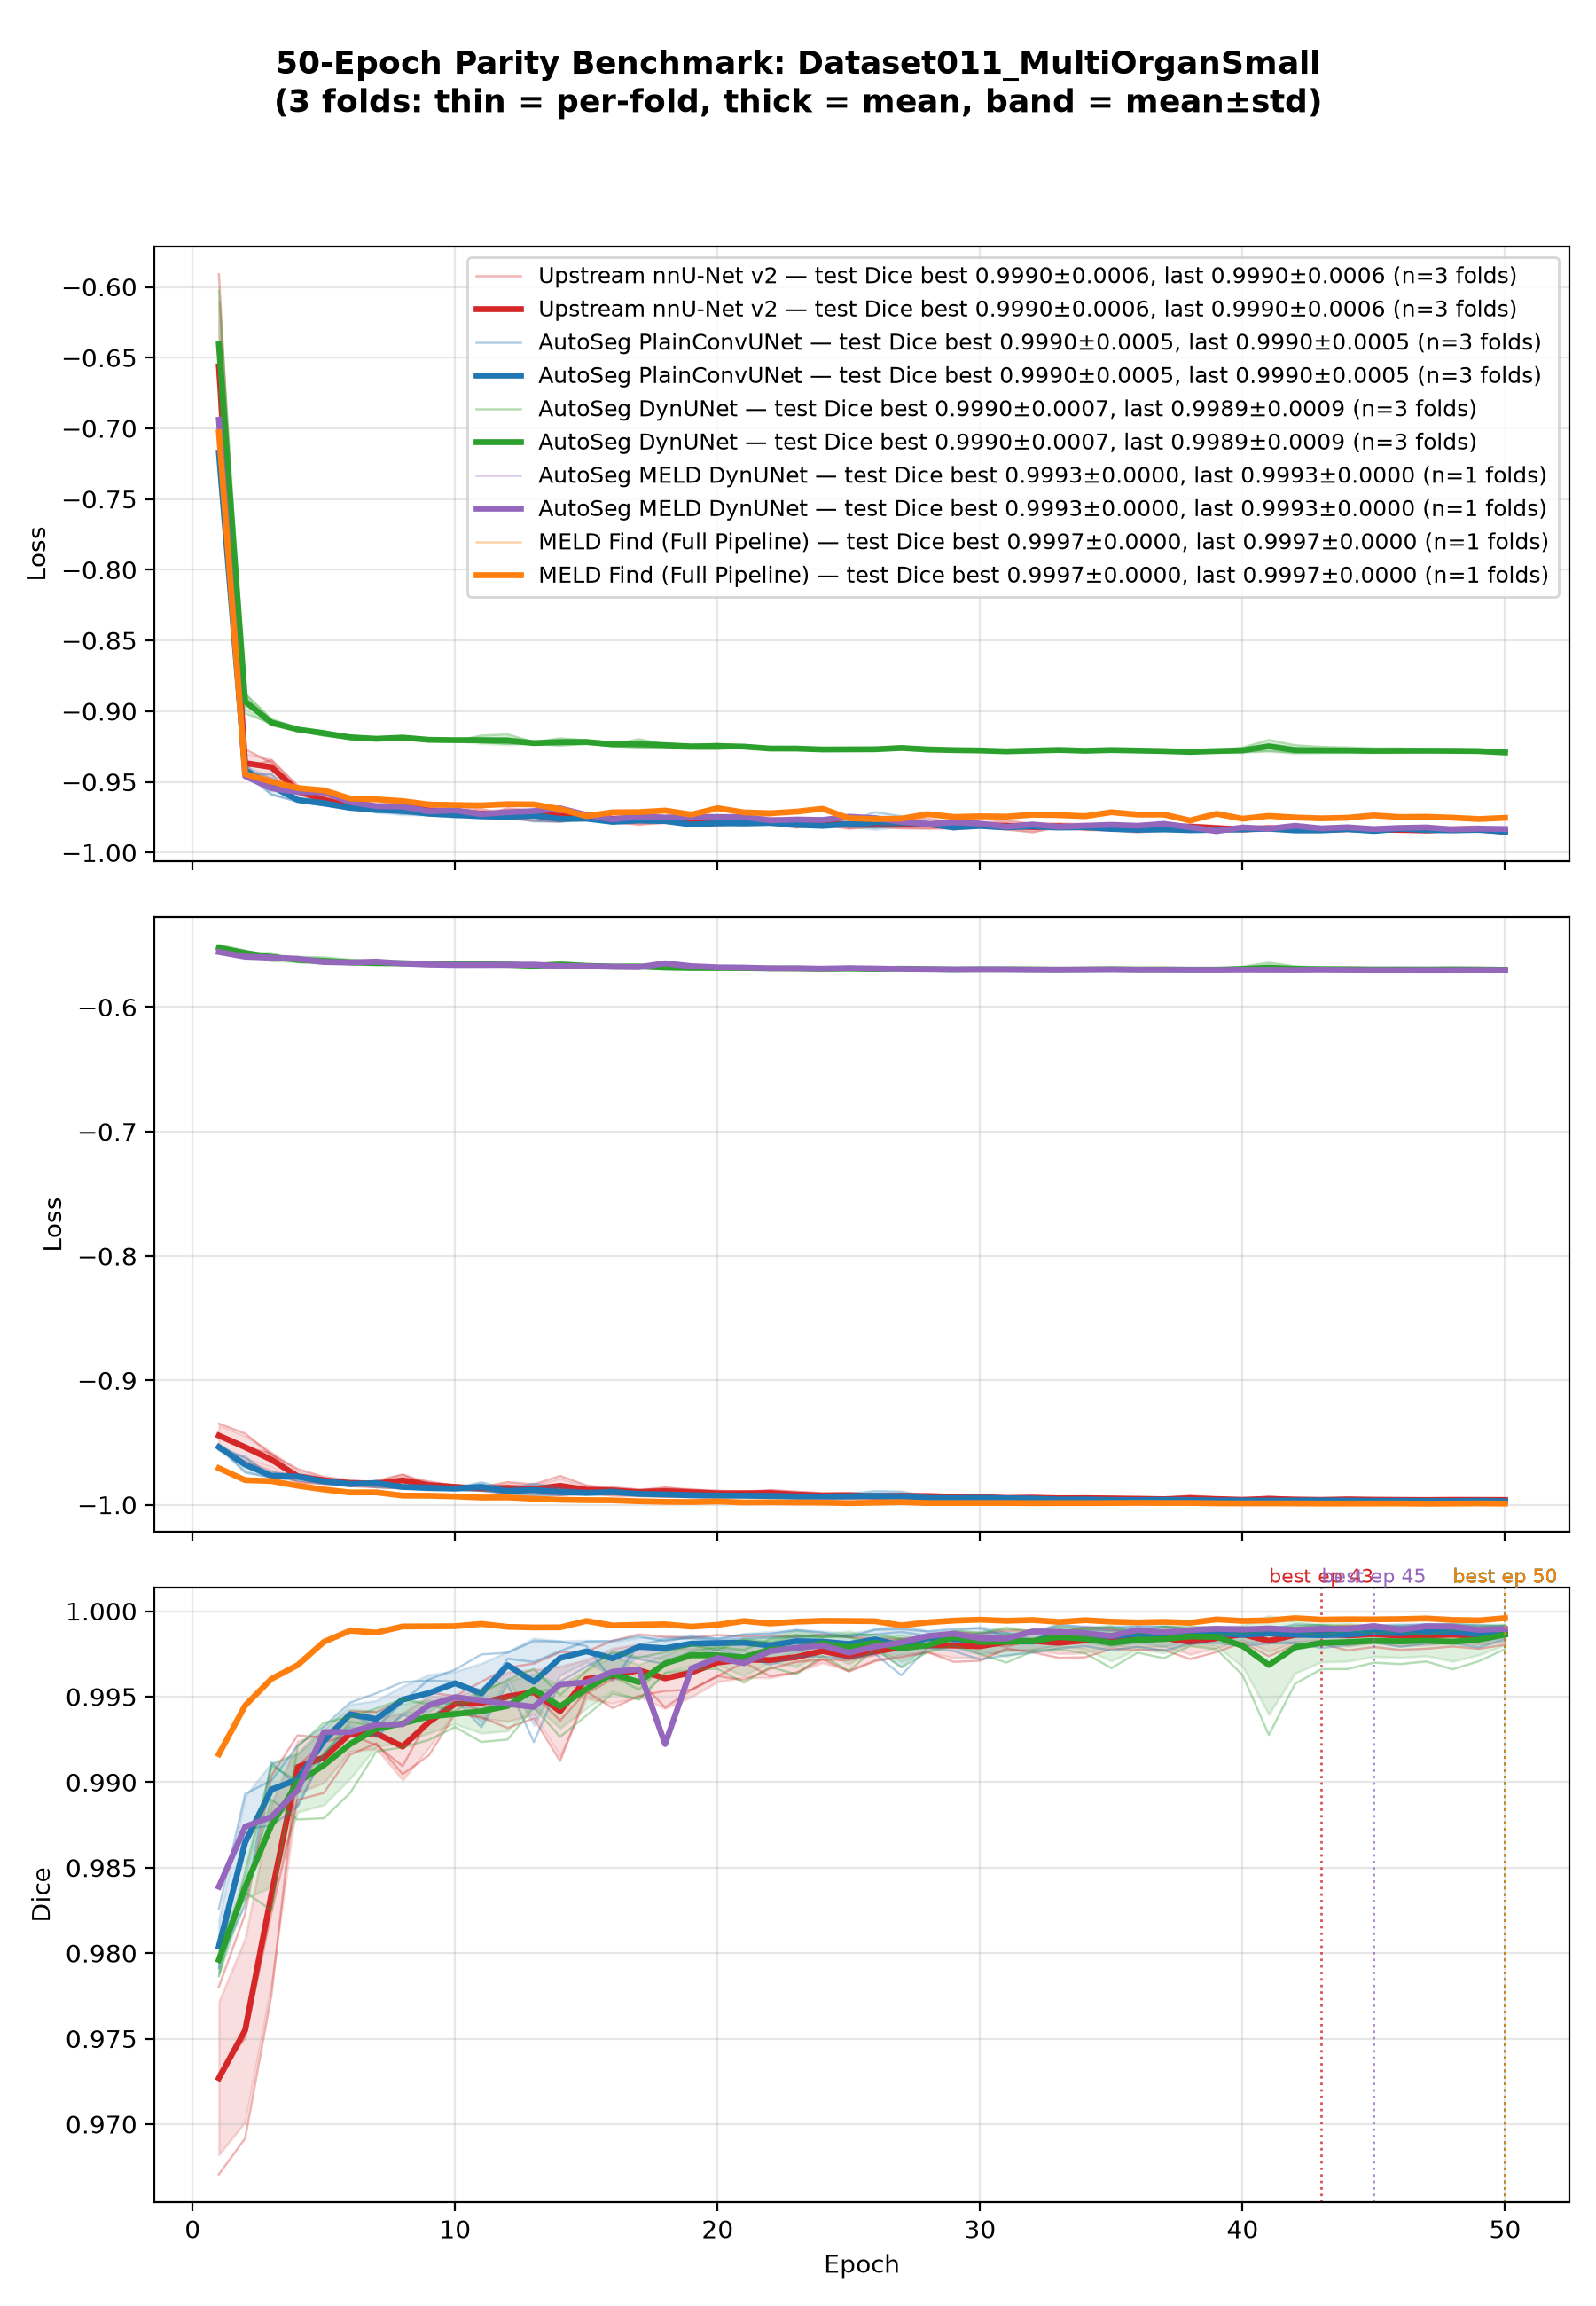 50-Epoch Parity Benchmark: Dataset011_MultiOrganSmall
(3 folds: thin = per-fold, thick = mean, band = mean±std)
Upstream nnU-Net v2 — test Dice best 0.9990±0.0006, last 0.9990±0.0006 (n=3 folds)
Upstream nnU-Net v2 — test Dice best 0.9990±0.0006, last 0.9990±0.0006 (n=3 folds)
AutoSeg PlainConvUNet — test Dice best 0.9990±0.0005, last 0.9990±0.0005 (n=3 folds)
AutoSeg PlainConvUNet — test Dice best 0.9990±0.0005, last 0.9990±0.0005 (n=3 folds)
AutoSeg DynUNet — test Dice best 0.9990±0.0007, last 0.9989±0.0009 (n=3 folds)
AutoSeg DynUNet — test Dice best 0.9990±0.0007, last 0.9989±0.0009 (n=3 folds)
AutoSeg MELD DynUNet — test Dice best 0.9993±0.0000, last 0.9993±0.0000 (n=1 folds)
AutoSeg MELD DynUNet — test Dice best 0.9993±0.0000, last 0.9993±0.0000 (n=1 folds)
MELD Find (Full Pipeline) — test Dice best 0.9997±0.0000, last 0.9997±0.0000 (n=1 folds)
MELD Find (Full Pipeline) — test Dice best 0.9997±0.0000, last 0.9997±0.0000 (n=1 folds)
Loss
−0.60
−0.65
−0.70
−0.75
−0.80
−0.85
−0.90
−0.95
−1.00
Loss
−0.6
−0.7
−0.8
−0.9
−1.0
best ep 43
best ep 45
best ep 50
Dice
1.000
0.995
0.990
0.985
0.980
0.975
0.970
0
10
20
30
40
50
Epoch